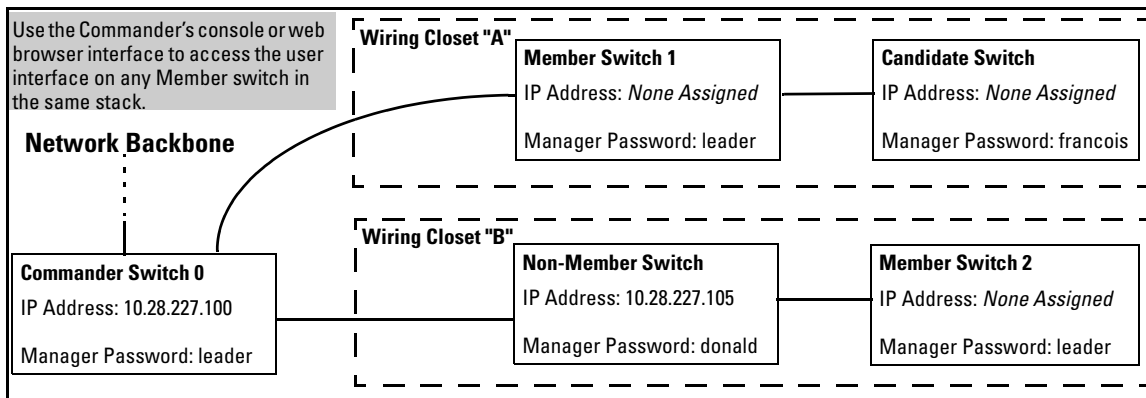 Use the Commander's console or web
browser interface to access the user
interface on any Member switch in
the same stack.
Network Backbone
Commander Switch 0
IP Address: 10.28.227.100
Manager Password: leader
Wiring Closet "A"
Member Switch 1
IP Address: None Assigned
Manager Password: leader
Candidate Switch
IP Address: None Assigned
Manager Password: francois
Wiring Closet "B"
Non-Member Switch
IP Address: 10.28.227.105
Manager Password: donald
Member Switch 2
IP Address: None Assigned
Manager Password: leader